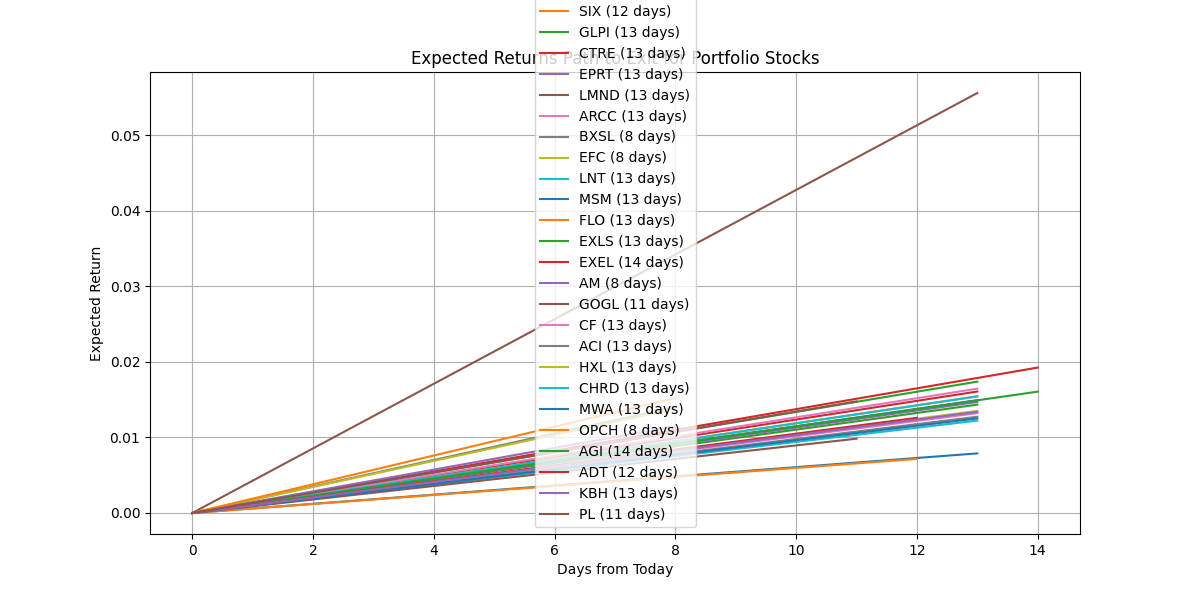 SIX (12 days)
GLPI (13 days)
Expected Returns Path to Exit for Portfolio Stocks
CTRE (13 days)
EPRT (13 days)
LMND (13 days)
ARCC (13 days)
BXSL (8 days)
EFC (8 days)
LNT (13 days)
MSM (13 days)
FLO (13 days)
EXLS (13 days)
EXEL (14 days)
AM (8 days)
GOGL (11 days)
CF (13 days)
ACI (13 days)
HXL (13 days)
CHRD (13 days)
MWA (13 days)
OPCH (8 days)
AGI (14 days)
ADT (12 days)
KBH (13 days)
PL (11 days)
Expected Return
0.05
0.04
0.03
0.02
0.01
0.00
0 2 4 6 8 10 12 14
Days from Today